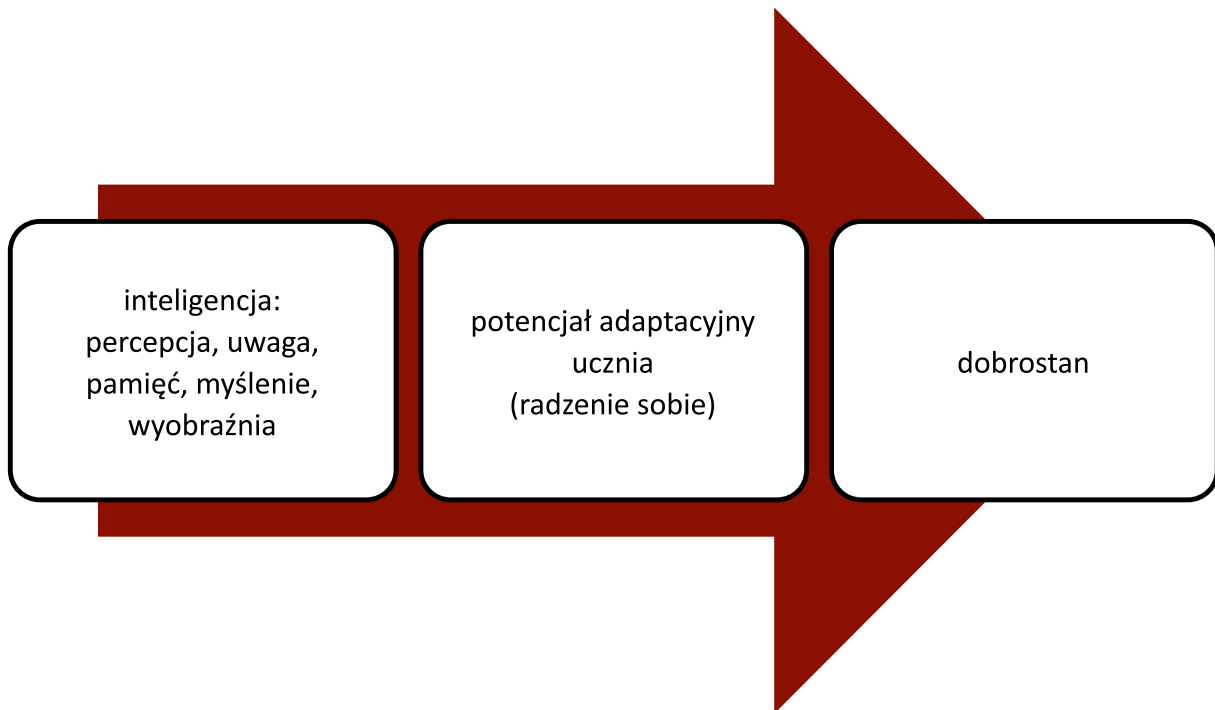 inteligencja:
percepcja, uwaga,
pamięć, myślenie,
wyobraźnia
potencjał adaptacyjny
ucznia
(radzenie sobie)
dobrostan